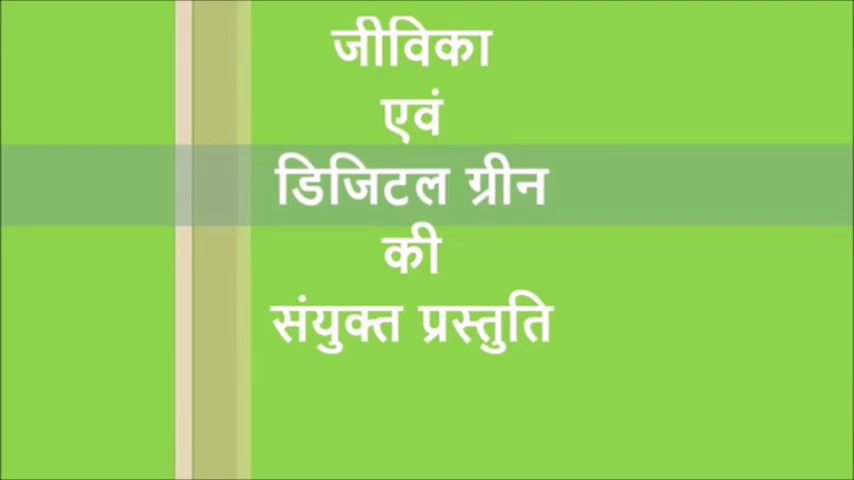 जीविका
एवं
डिजिटल ग्रीन
की
संयुक्त प्रस्तुति